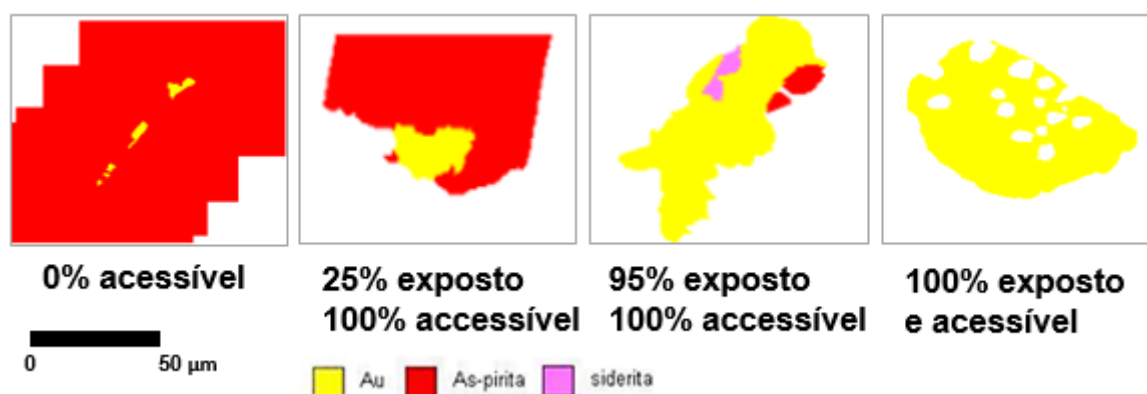 0% acessível
25% exposto
100% accessível
95% exposto
100% accessível
100% exposto
e acessível
0 50 µm
Au As-pirita siderita